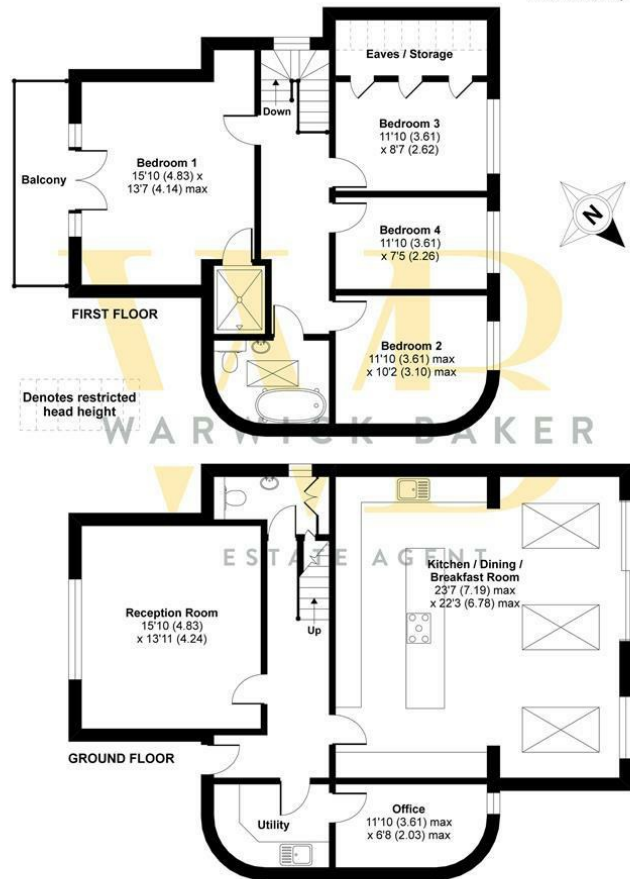 Eaves / Storage
Down
Bedroom 3
11'10 (3.61)
x 8'7 (2.62)
Bedroom 1
15'10 (4.83) x
13'7 (4.14) max
Balcony
N
Bedroom 4
11'10 (3.61)
x 7'5 (2.26)
FIRST FLOOR
Bedroom 2
11'10 (3.61) max
x 10'2 (3.10) max
Denotes restricted
head height
WARWICK BAKER
ESTATE AGENT
Kitchen / Dining /
Breakfast Room
23'7 (7.19) max
x 22'3 (6.78) max
Reception Room
15'10 (4.83)
x 13'11 (4.24)
Up
GROUND FLOOR
Utility
Office
11'10 (3.61) max
x 6'8 (2.03) max